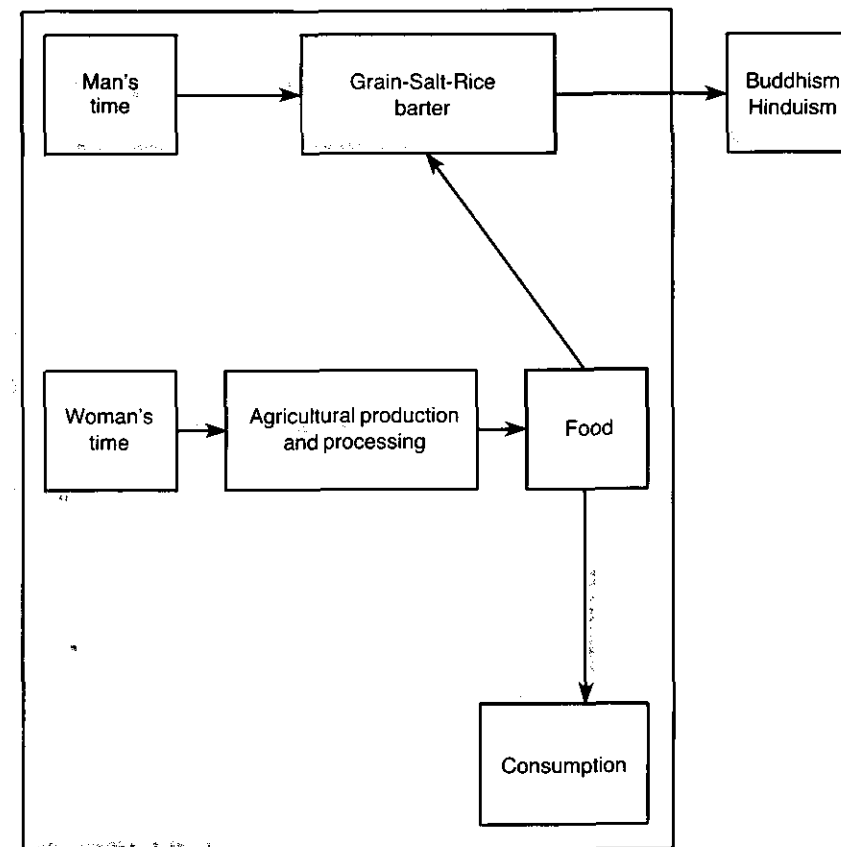 Man's
time
Grain-Salt-Rice
barter
Buddhism
Hinduism
Woman's
time
Agricultural production
and processing
Food
Consumption